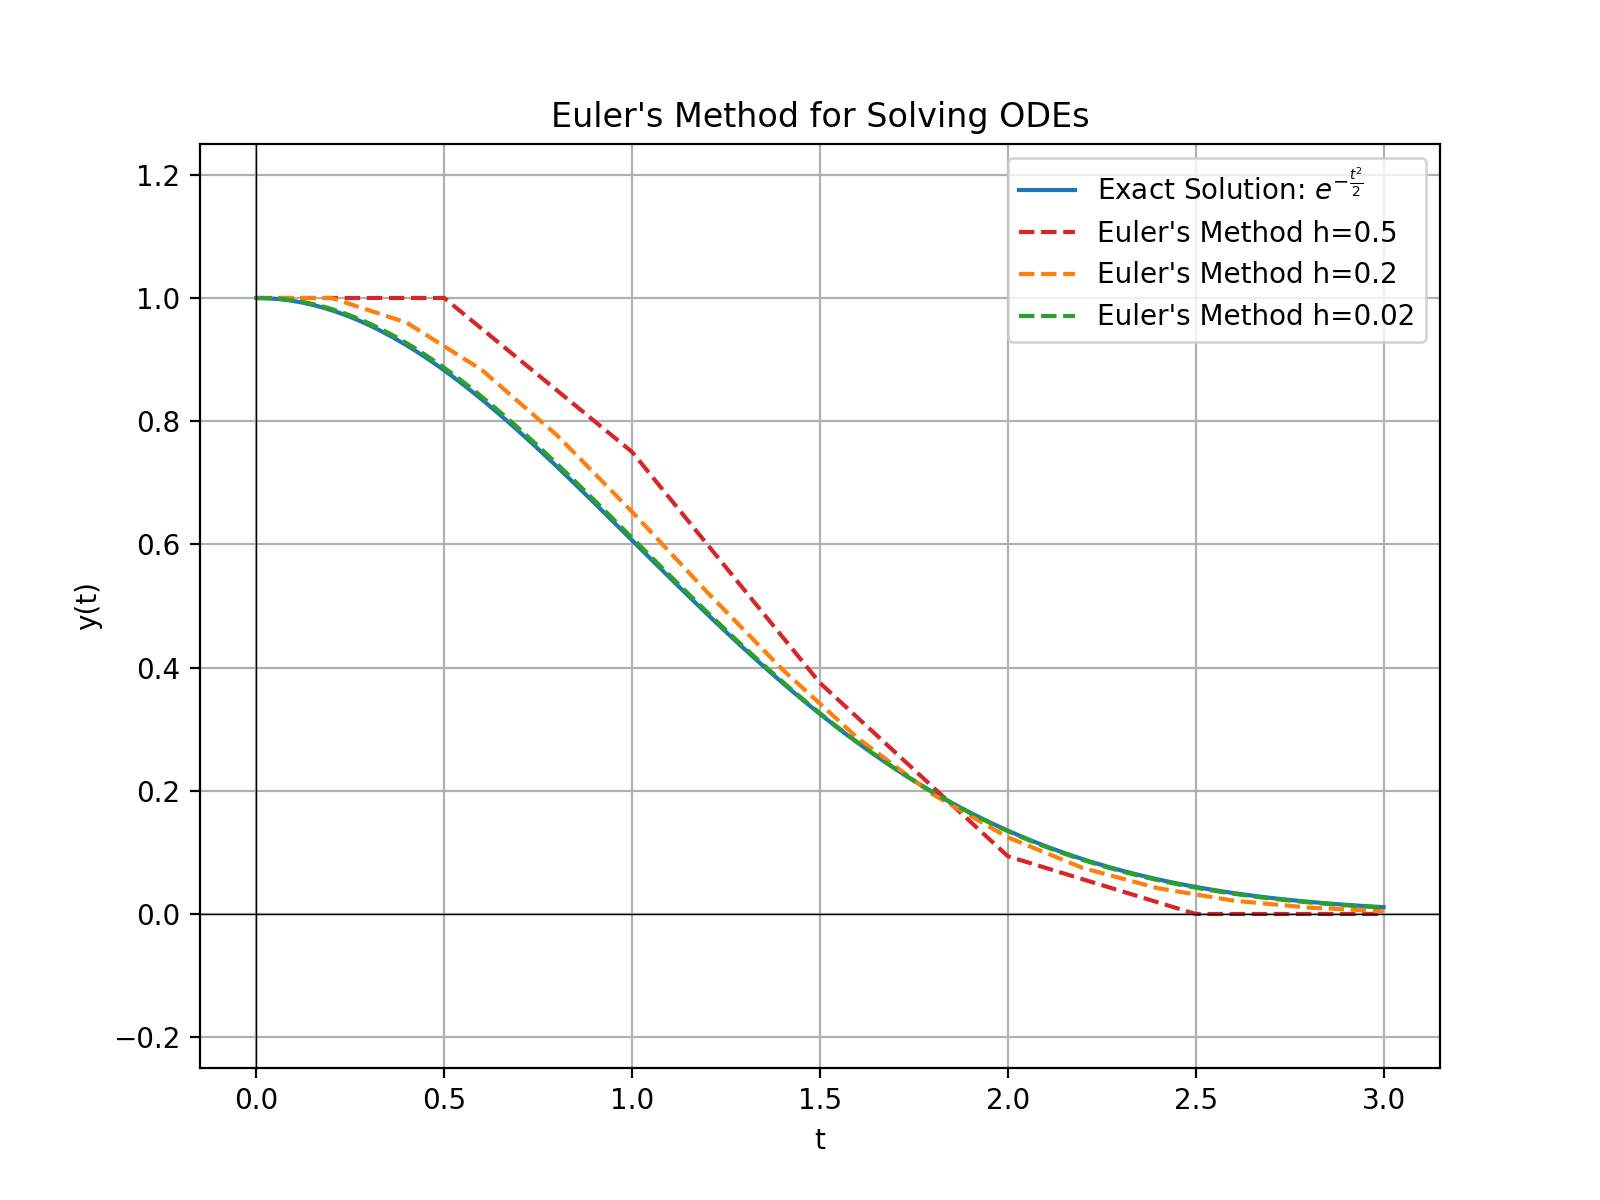 Euler's Method for Solving ODEs
Exact Solution: $e^{-\frac{t^2}{2}}$
Euler's Method h=0.5
Euler's Method h=0.2
Euler's Method h=0.02
1.2
1.0
0.8
0.6
0.4
0.2
0.0
−0.2
y(t)
0.0 0.5 1.0 1.5 2.0 2.5 3.0
t